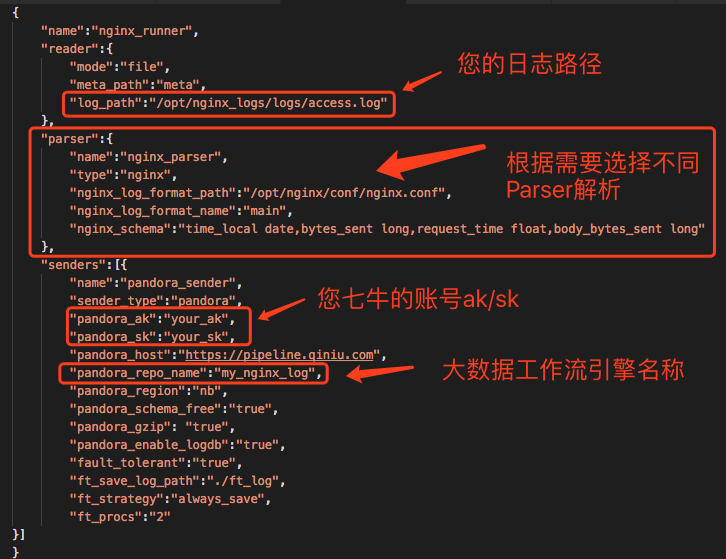 {
"name":"nginx_runner",
"reader":{
"mode":"file",
"meta_path":"meta",
"log_path":"/opt/nginx_logs/logs/access.log"
},
您的日志路径
"parser":{
"name":"nginx_parser",
"type":"nginx",
"nginx_log_format_path":"/opt/nginx/conf/nginx.conf",
"nginx_log_format_name":"main",
"nginx_schema":"time_local date,bytes_sent long,request_time float,body_bytes_sent long"
},
根据需要选择不同
Parser解析
"senders":[{
"name":"pandora_sender",
"sender_type":"pandora",
"pandora_ak":"your_ak",
"pandora_sk":"your_sk",
您七牛的账号ak/sk
"pandora_host":"https://pipeline.qiniu.com",
"pandora_repo_name":"my_nginx_log",
大数据工作流引擎名称
"pandora_region":"nb",
"pandora_schema_free":"true",
"pandora_gzip": "true",
"pandora_enable_logdb":"true",
"fault_tolerant":"true",
"ft_save_log_path":"./ft_log",
"ft_strategy":"always_save",
"ft_procs":"2"
}]
}